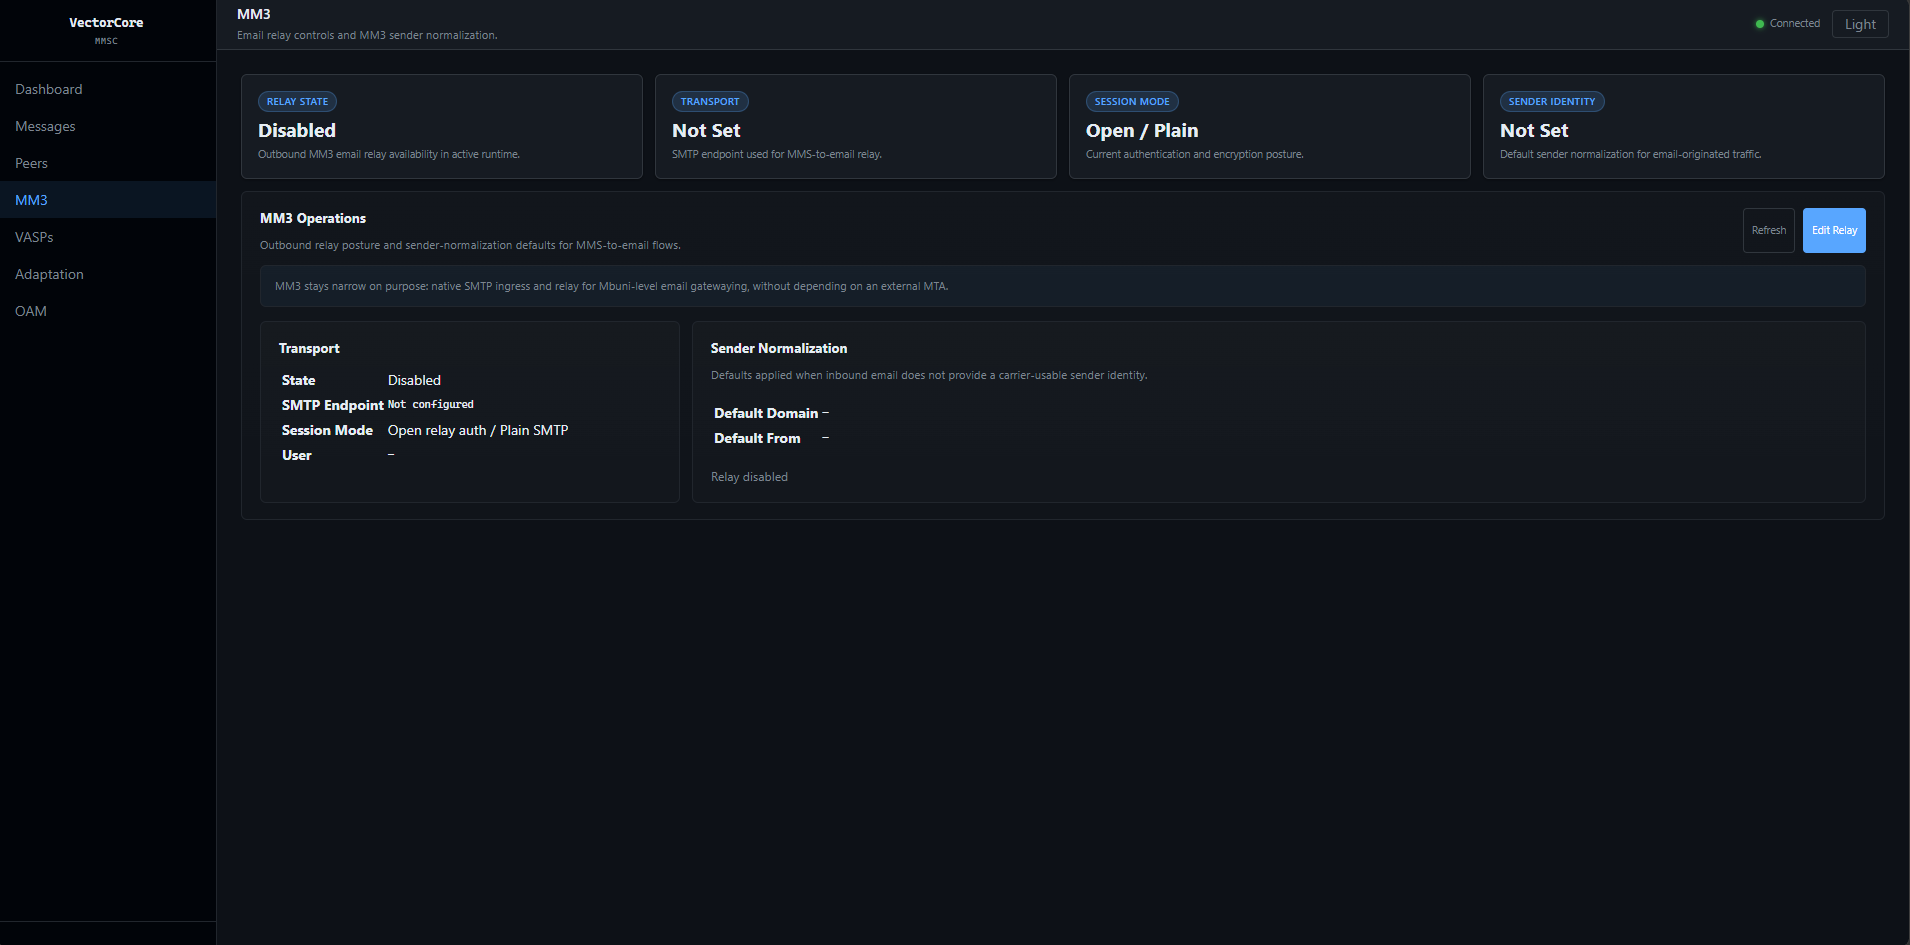 VectorCore
MMSC
Dashboard
Messages
Peers
MM3
VASPs
Adaptation
OAM
MM3
Email relay controls and MM3 sender normalization.
Connected
Light
RELAY STATE
Disabled
Outbound MM3 email relay availability in active runtime.
TRANSPORT
Not Set
SMTP endpoint used for MMS-to-email relay.
SESSION MODE
Open / Plain
Current authentication and encryption posture.
SENDER IDENTITY
Not Set
Default sender normalization for email-originated traffic.
MM3 Operations
Outbound relay posture and sender-normalization defaults for MMS-to-email flows.
Refresh
Edit Relay
MM3 stays narrow on purpose: native SMTP ingress and relay for Mbuni-level email gatewaying, without depending on an external MTA.
Transport
State Disabled
SMTP Endpoint Not configured
Session Mode Open relay auth / Plain SMTP
User –
Sender Normalization
Defaults applied when inbound email does not provide a carrier-usable sender identity.
Default Domain –
Default From –
Relay disabled